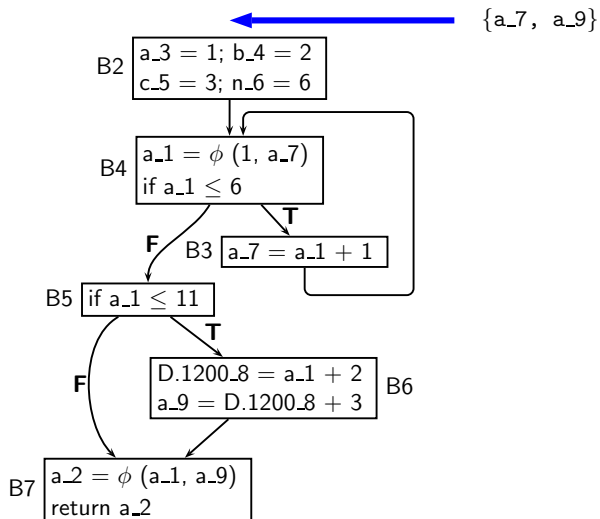 {a_7, a_9}
B2
a_3 = 1; b_4 = 2
c_5 = 3; n_6 = 6
B4
a_1 = ϕ (1, a_7)
if a_1 ≤ 6
F
T
B3
a_7 = a_1 + 1
B5
if a_1 ≤ 11
T
F
D.1200_8 = a_1 + 2
a_9 = D.1200_8 + 3
B6
B7
a_2 = ϕ (a_1, a_9)
return a_2